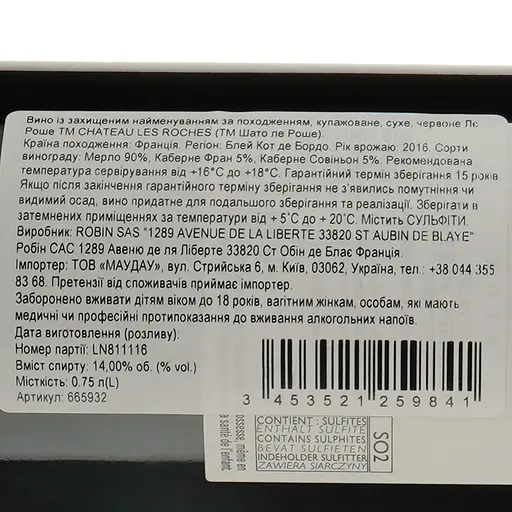 Вино із захищеним найменуванням за походженням, купажоване, сухе, червоне Ле
Роше ТМ CHATEAU LES ROCHES (ТМ Шато ле Роше).
Країна походження: Франція. Регіон: Блей Кот де Бордо. Рік врожаю: 2016. Сорти
винограду: Мерло 90%, Каберне Фран 5%, Каберне Совіньон 5%. Рекомендована
температура сервірування від +16°С до +18°С. Гарантійний термін зберігання 15 років.
Якщо після закінчення гарантійного терміну зберігання не з'явились помутніння чи
видимий осад, вино придатне для подальшого зберігання та реалізації. Зберігати в
затемнених приміщеннях за температури від + 5°С до + 20°С. Містить СУЛЬФІТИ.
Виробник: ROBIN SAS "1289 AVENUE DE LA LIBERTE 33820 ST AUBIN DE BLAYE"
Робін САС 1289 Авеню де ля Ліберте 33820 Ст Обін де Блає Франція.
Імпортер: ТОВ «МАУДАУ», вул. Стрийська 6, м. Київ, 03062, Україна, тел.: +38 044 355
83 68. Претензії від споживачів приймає імпортер.
Заборонено вживати дітям віком до 18 років, вагітним жінкам, особам, які мають
медичні чи професійні протипоказання до вживання алкогольних напоїв.
Дата виготовлення (розливу):
Номер партії: LN811116
Вміст спирту: 14,00% об. (% vol.)
Місткість: 0.75 л(L)
Артикул: 665932
3 453521 259841
ossesse, même en
a santé de l'enfant.
CONTIENT : SULFITES
ENTHÄLT SULFITE
CONTAINS SULPHITES
BEVAT SULFIETEN
INDEHOLDER SULFITTER
ZAWIERA SIARCZYNY
SO2